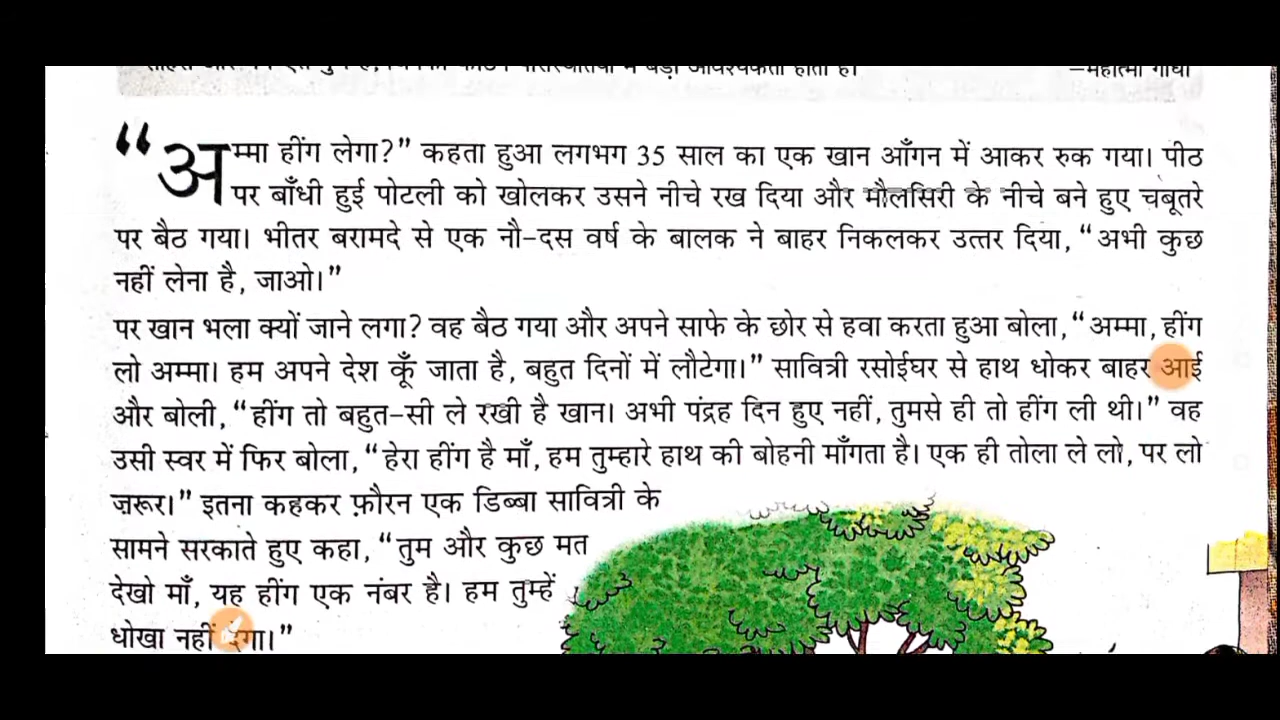 –महात्मा गांधी
“अम्मा हींग लेगा?” कहता हुआ लगभग 35 साल का एक खान आँगन में आकर रुक गया। पीठ
पर बाँधी हुई पोटली को खोलकर उसने नीचे रख दिया और मौलसिरी के नीचे बने हुए चबूतरे
पर बैठ गया। भीतर बरामदे से एक नौ-दस वर्ष के बालक ने बाहर निकलकर उत्तर दिया, “अभी कुछ
नहीं लेना है, जाओ।”
पर खान भला क्यों जाने लगा? वह बैठ गया और अपने साफे के छोर से हवा करता हुआ बोला, “अम्मा, हींग
लो अम्मा। हम अपने देश कूँ जाता है, बहुत दिनों में लौटेगा।” सावित्री रसोईघर से हाथ धोकर बाहर आई
और बोली, “हींग तो बहुत-सी ले रखी है खान। अभी पंद्रह दिन हुए नहीं, तुमसे ही तो हींग ली थी।” वह
उसी स्वर में फिर बोला, “हेरा हींग है माँ, हम तुम्हारे हाथ की बोहनी माँगता है। एक ही तोला ले लो, पर लो
ज़रूर।” इतना कहकर फ़ौरन एक डिब्बा सावित्री के
सामने सरकाते हुए कहा, “तुम और कुछ मत
देखो माँ, यह हींग एक नंबर है। हम तुम्हें
धोखा नहीं देगा।”